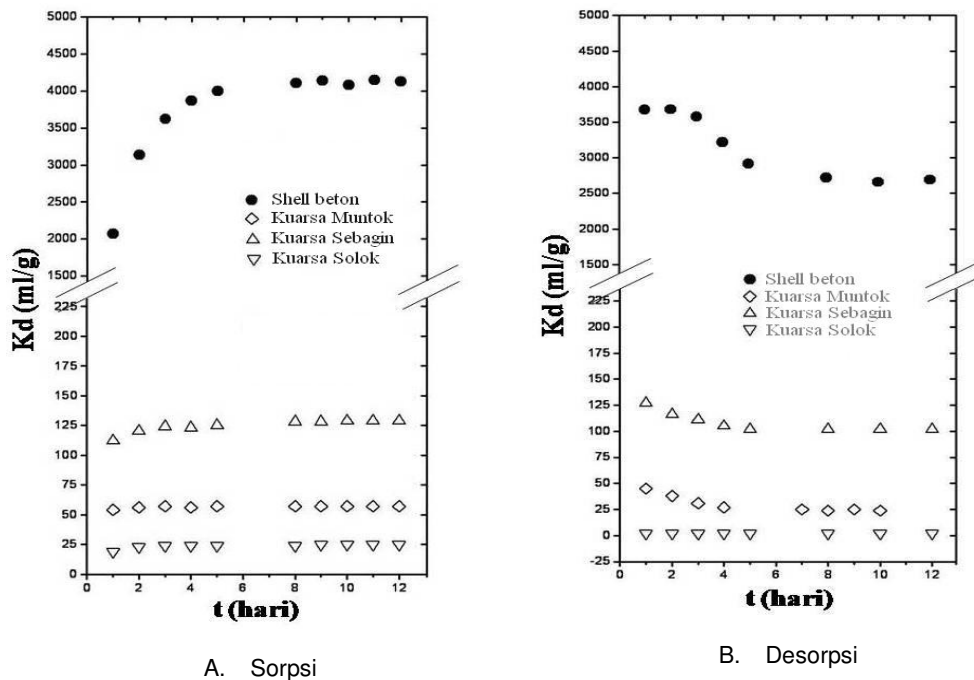 5000
4500
4000
3500
3000
2500
2000
1500
225
200
175
150
125
100
75
50
25
0
Kd (ml/g)
Shell beton
Kuarsa Muntok
Kuarsa Sebagin
Kuarsa Solok
0 2 4 6 8 10 12
t (hari)
A. Sorpsi
5000
4500
4000
3500
3000
2500
2000
1500
225
200
175
150
125
100
75
50
25
0
-25
Kd (ml/g)
Shell beton
Kuarsa Muntok
Kuarsa Sebagin
Kuarsa Solok
0 2 4 6 8 10 12
t (hari)
B. Desorpsi